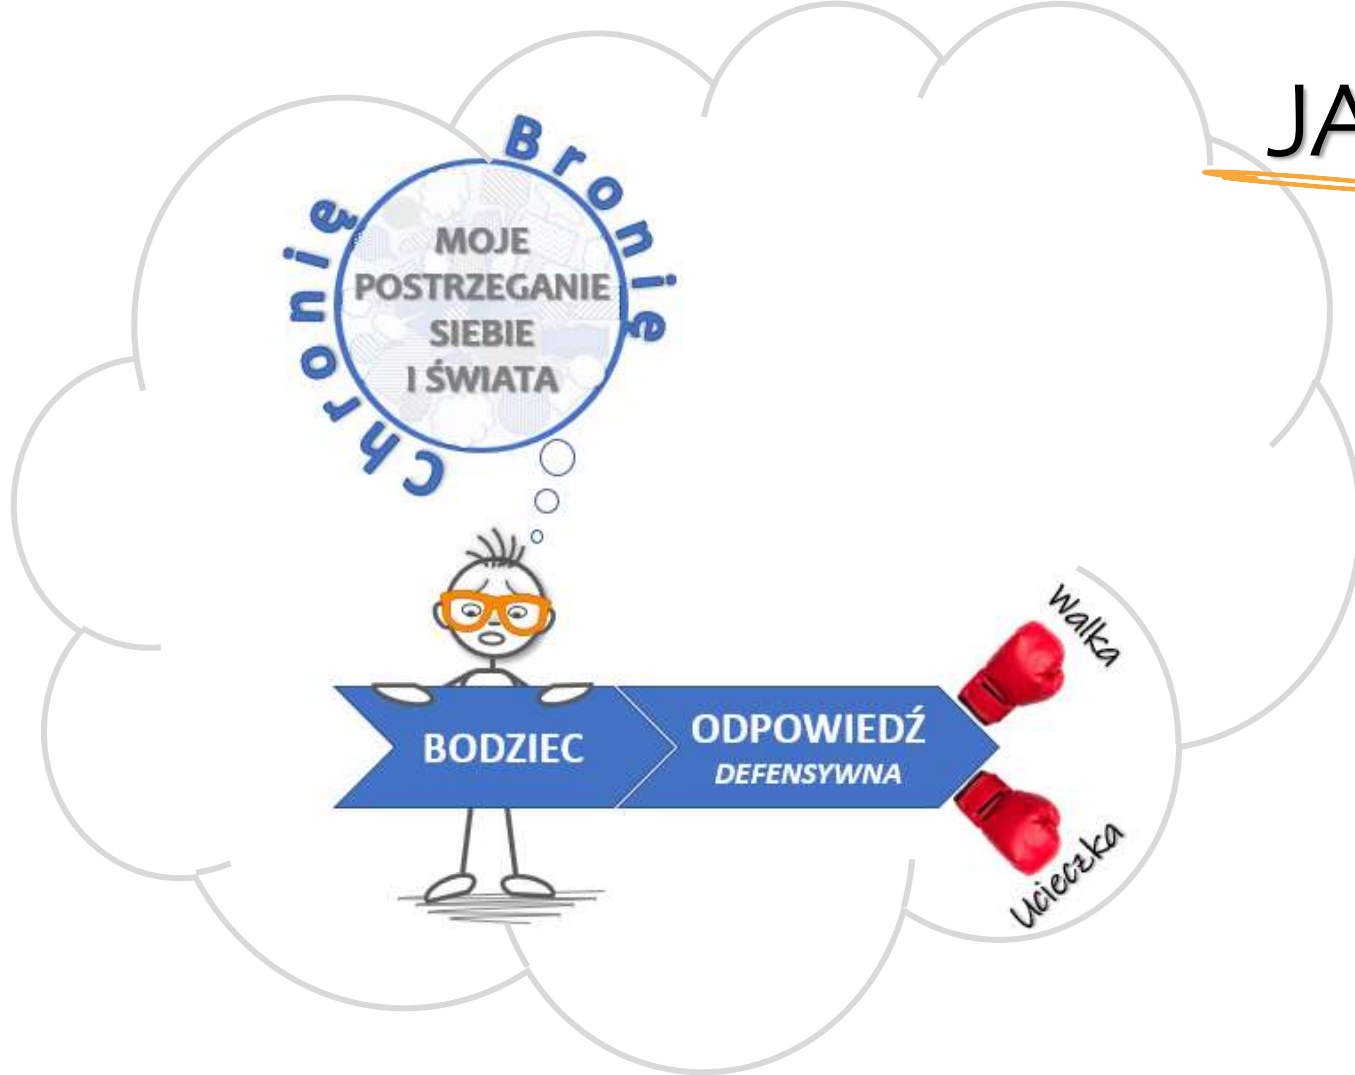 JA
Chronię
Bronię
MOJE
POSTRZEGANIE
SIEBIE
I ŚWIATA
Walka
BODZIEC
ODPOWIEDŹ
DEFENSYWNA
Ucieczka